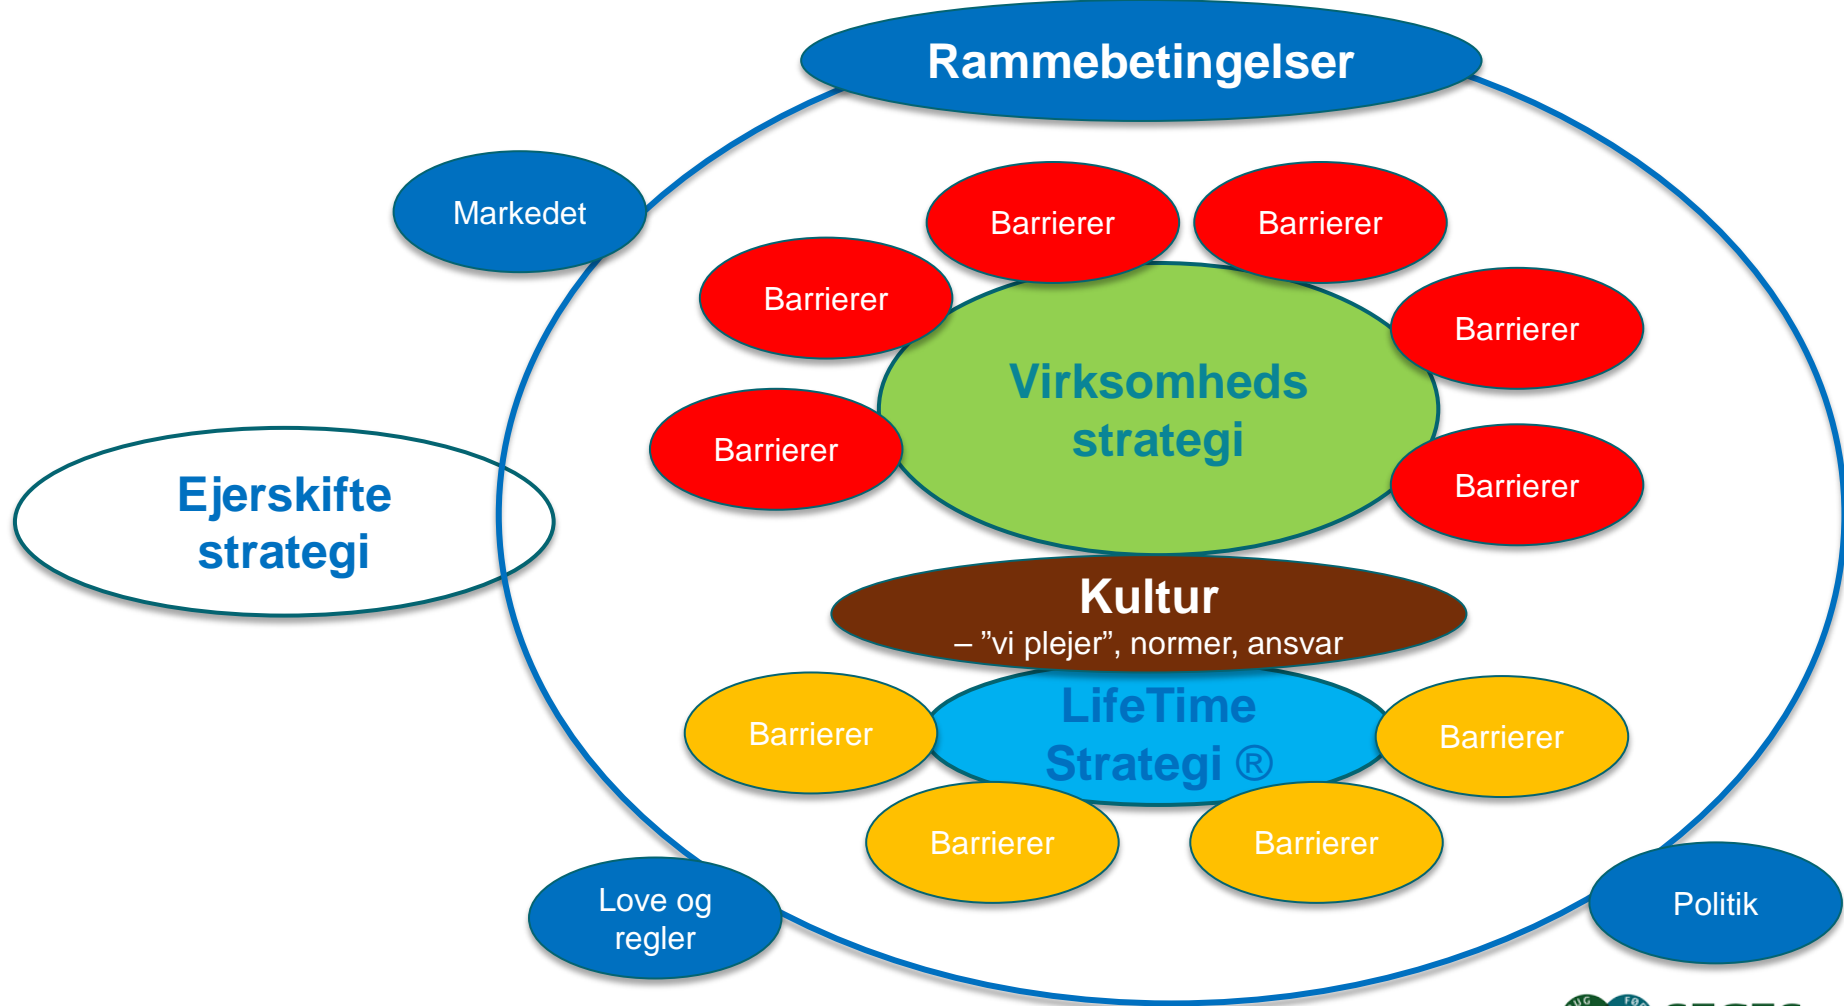 Rammebetingelser
Markedet
Barrierer
Barrierer
Barrierer
Barrierer
Barrierer
Barrierer
Virksomheds
strategi
Ejerskifte
strategi
Kultur
– ”vi plejer”, normer, ansvar
LifeTime
Strategi ®
Barrierer
Barrierer
Barrierer
Barrierer
Love og
regler
Politik